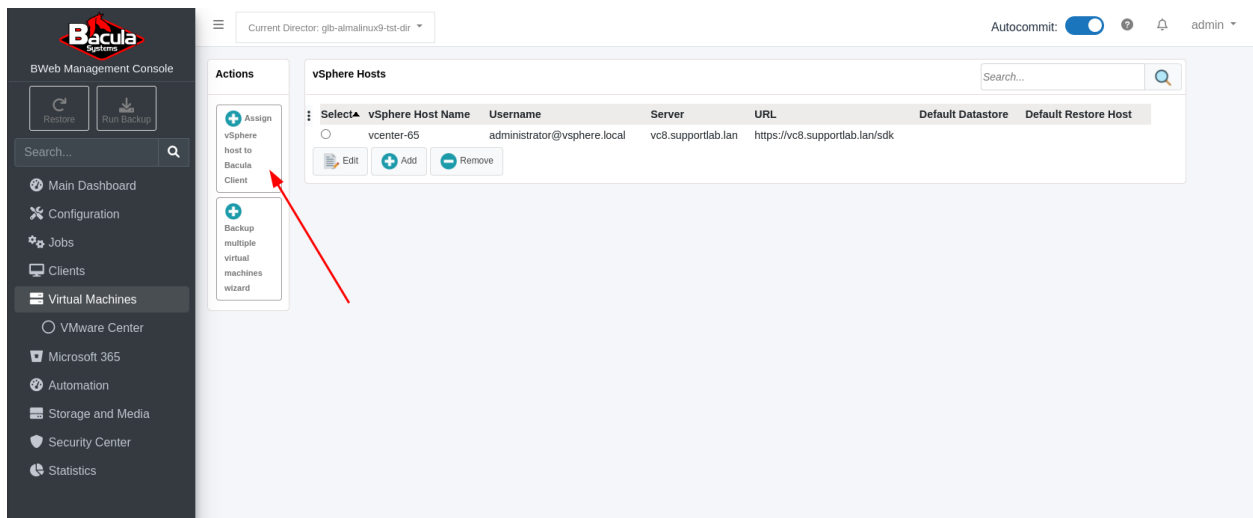 Bacula
Systems
BWeb Management Console
Restore
Run Backup
Search...
Main Dashboard
Configuration
Jobs
Clients
Virtual Machines
VMware Center
Microsoft 365
Automation
Storage and Media
Security Center
Statistics
Current Director: glb-almalinux9-tst-dir
Autocommit:
admin
Actions
Assign
vSphere
host to
Bacula
Client
Backup
multiple
virtual
machines
wizard
vSphere Hosts
Search...
Select vSphere Host Name Username Server URL Default Datastore Default Restore Host
vcenter-65 administrator@vsphere.local vc8.supportlab.lan https://vc8.supportlab.lan/sdk
Edit Add Remove